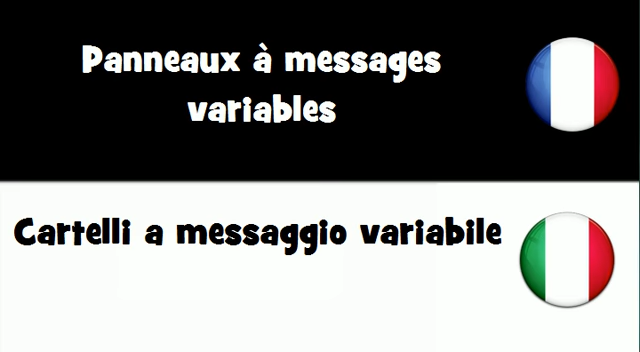 Panneaux à messages
variables
Cartelli a messaggio variabile